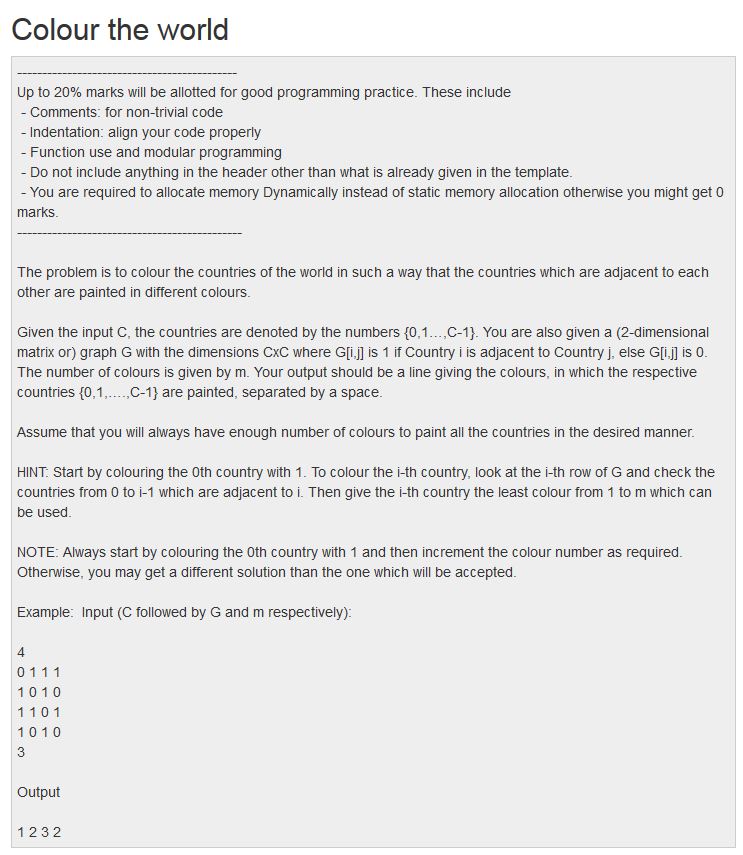 Colour the world
--------------------------------------------
Up to 20% marks will be allotted for good programming practice. These include
- Comments: for non-trivial code
- Indentation: align your code properly
- Function use and modular programming
- Do not include anything in the header other than what is already given in the template.
- You are required to allocate memory Dynamically instead of static memory allocation otherwise you might get 0
marks.
---------------------------------------------
The problem is to colour the countries of the world in such a way that the countries which are adjacent to each
other are painted in different colours.
Given the input C, the countries are denoted by the numbers {0,1...,C-1}. You are also given a (2-dimensional
matrix or) graph G with the dimensions CxC where G[i,j] is 1 if Country i is adjacent to Country j, else G[i,j] is 0.
The number of colours is given by m. Your output should be a line giving the colours, in which the respective
countries {0,1,....,C-1} are painted, separated by a space.
Assume that you will always have enough number of colours to paint all the countries in the desired manner.
HINT: Start by colouring the 0th country with 1. To colour the i-th country, look at the i-th row of G and check the
countries from 0 to i-1 which are adjacent to i. Then give the i-th country the least colour from 1 to m which can
be used.
NOTE: Always start by colouring the 0th country with 1 and then increment the colour number as required.
Otherwise, you may get a different solution than the one which will be accepted.
Example: Input (C followed by G and m respectively):
4
0 1 1 1
1 0 1 0
1 1 0 1
1 0 1 0
3
Output
1 2 3 2